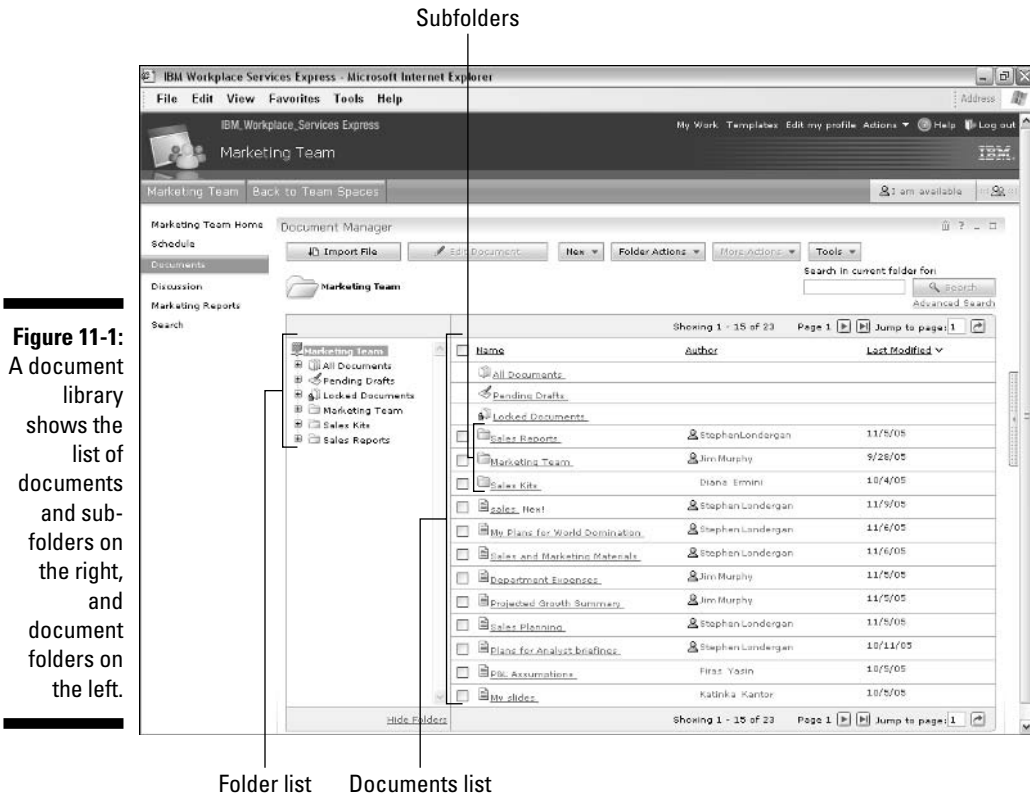 Subfolders
IBM Workplace Services Express - Microsoft Internet Explorer
File Edit View Favorites Tools Help
Address
IBM Workplace Services Express
My Work Templates Edit my profile Actions Help Log out
Marketing Team
IBM.
Marketing Team Back to Team Spaces
I am available
Marketing Team Home
Schedule
Documents
Discussion
Marketing Reports
Search
Document Manager
Import File Edit Document New Folder Actions More Actions Tools
Marketing Team
Search in current folder for:
Search
Advanced Search
Showing 1 - 15 of 23 Page 1 Jump to page: 1
Marketing Team
All Documents
Pending Drafts
Locked Documents
Marketing Team
Sales Kits
Sales Reports
Name Author Last Modified
All Documents
Pending Drafts
Locked Documents
Sales Reports StephenLondergan 11/5/05
Marketing Team Jim Murphy 9/28/05
Sales Kits Diana Ermini 10/4/05
sales New! Stephen Londergan 11/9/05
My Plans for World Domination Stephen Londergan 11/6/05
Sales and Marketing Materials Stephen Londergan 11/6/05
Department Expenses Jim Murphy 11/5/05
Projected Growth Summary Jim Murphy 11/5/05
Sales Planning Stephen Londergan 11/5/05
Plans for Analyst briefings Stephen Londergan 10/11/05
P&L Assumptions Firas Yasin 10/5/05
My slides Katinka Kantor 10/5/05
Hide Folders
Showing 1 - 15 of 23 Page 1 Jump to page: 1
Figure 11-1:
A document
library
shows the
list of
documents
and sub-
folders on
the right,
and
document
folders on
the left.
Folder list Documents list